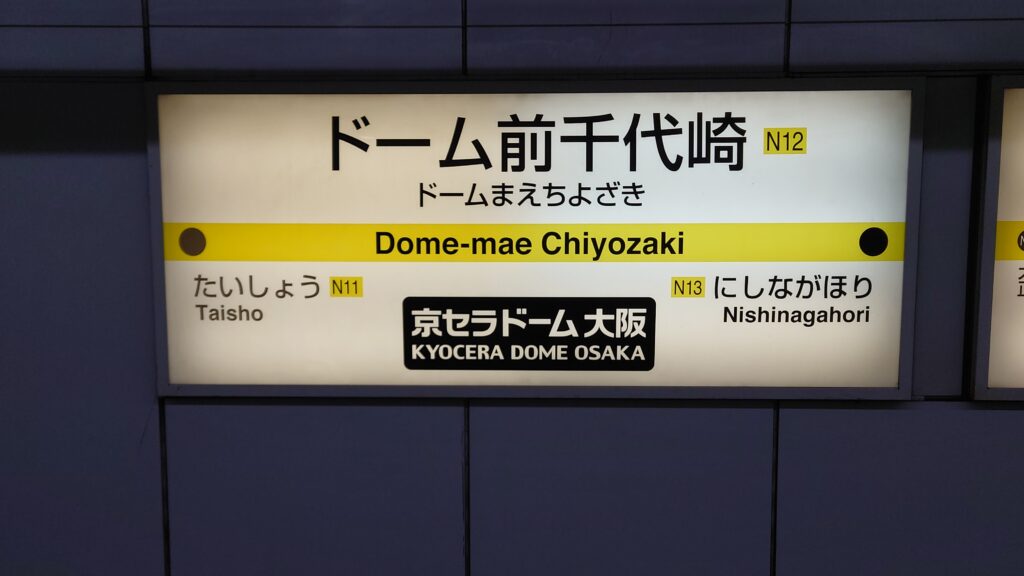 ドーム前千代崎 N12
ドームまえちよざき
Dome-mae Chiyozaki
たいしょう N11
Taisho
N13 にしながほり
Nishinagahori
京セラドーム 大阪
KYOCERA DOME OSAKA